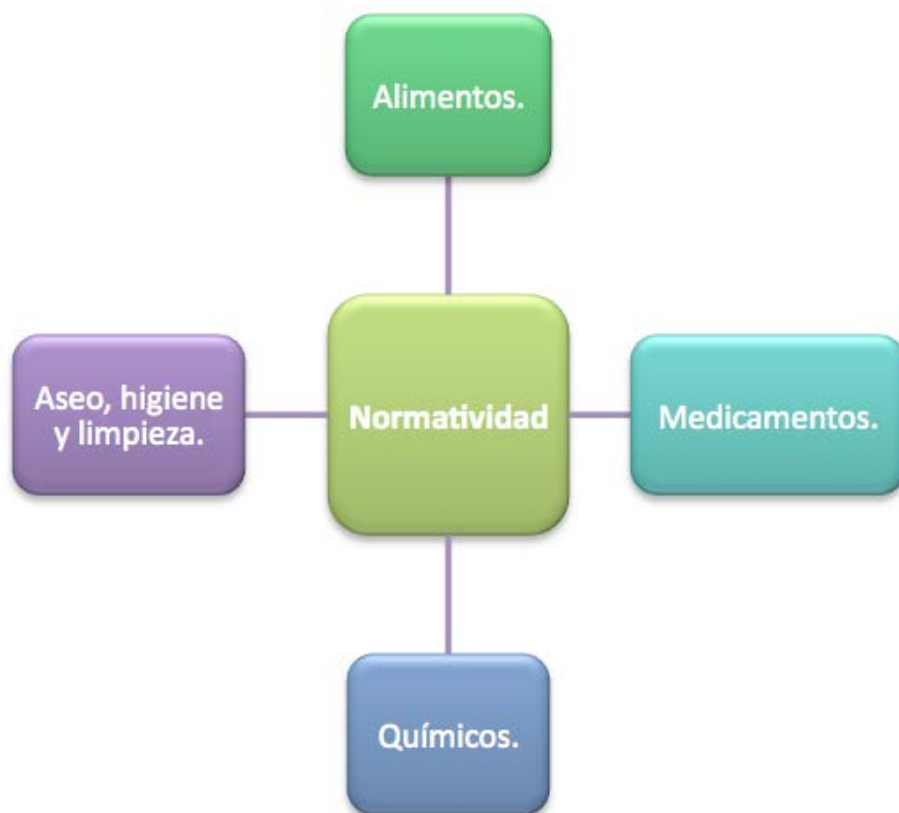 Alimentos.
Aseo, higiene
y limpieza.
Normatividad
Medicamentos.
Químicos.